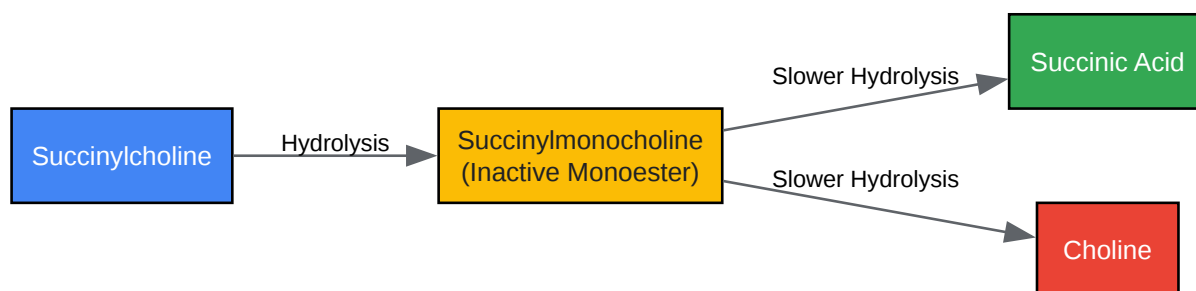 Succinylcholine
Hydrolysis
Succinylmonocholine
(Inactive Monoester)
Slower Hydrolysis
Succinic Acid
Slower Hydrolysis
Choline